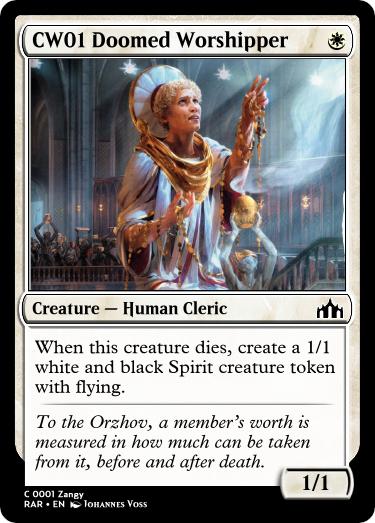 CW01 Doomed Worshipper
Creature — Human Cleric
When this creature dies, create a 1/1
white and black Spirit creature token
with flying.
To the Orzhov, a member's worth is
measured in how much can be taken
from it, before and after death.
1/1
C 0001 Zangy
RAR • EN Johannes Voss